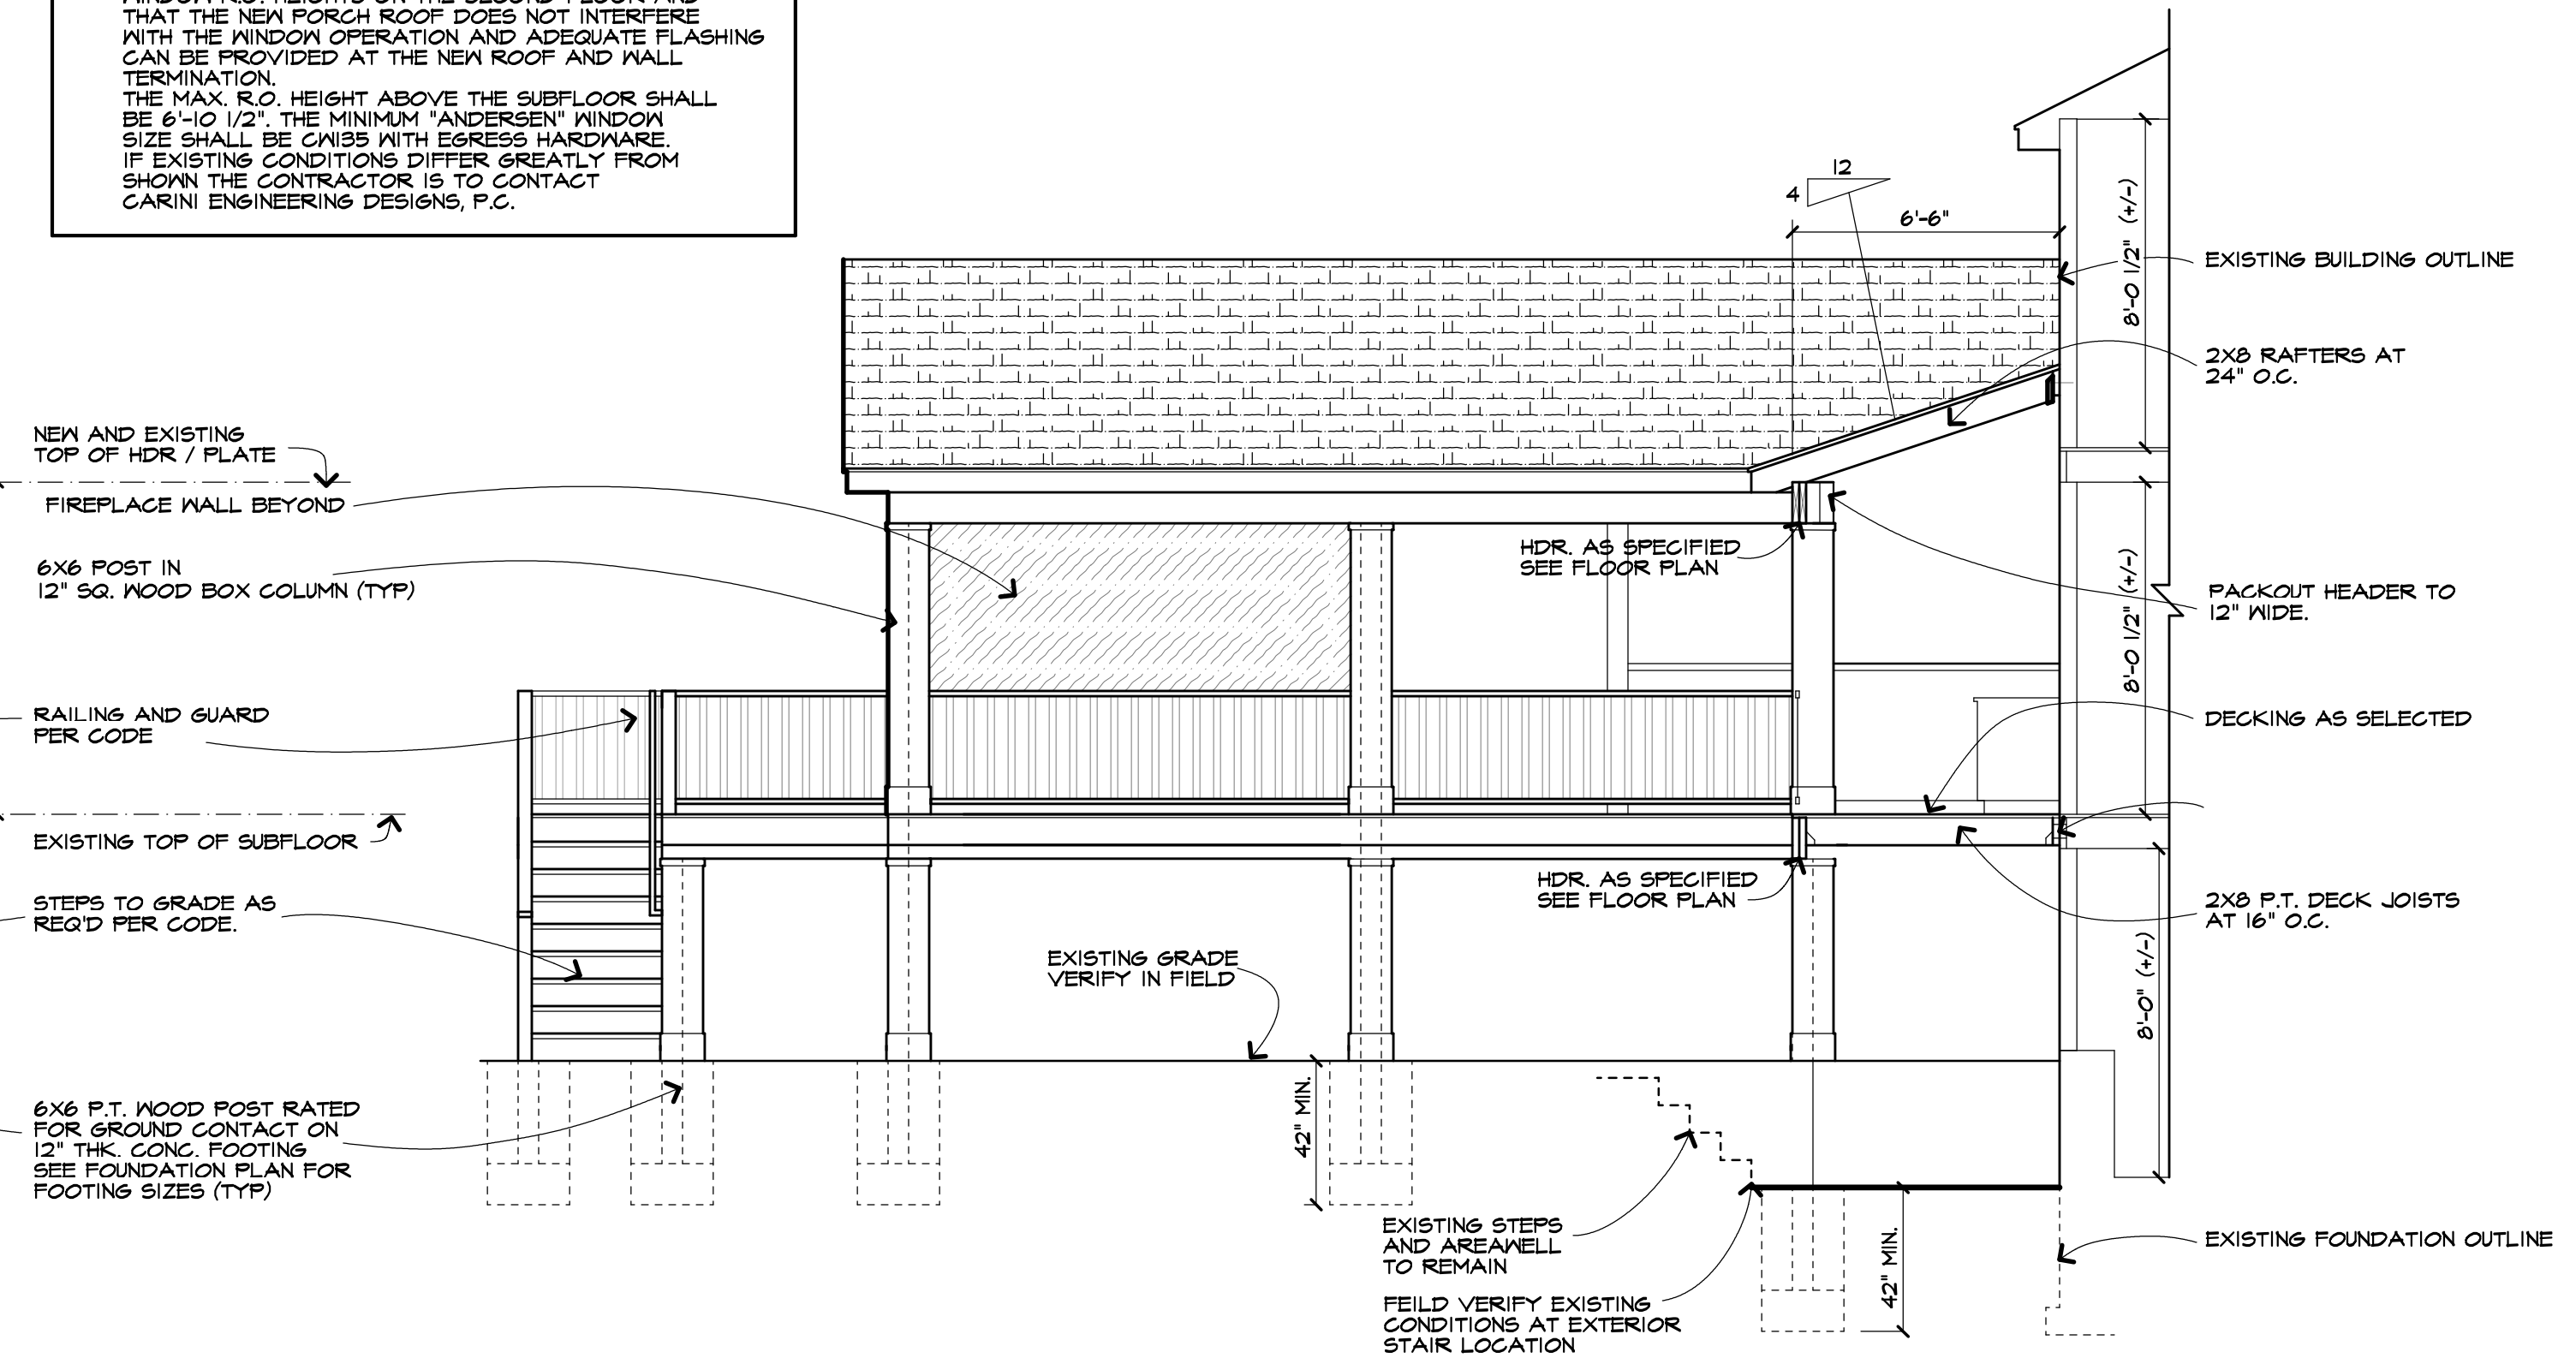 WINDOW R.O. HEIGHTS ON THE SECOND FLOOR AND
THAT THE NEW PORCH ROOF DOES NOT INTERFERE
WITH THE WINDOW OPERATION AND ADEQUATE FLASHING
CAN BE PROVIDED AT THE NEW ROOF AND WALL
TERMINATION.
THE MAX. R.O. HEIGHT ABOVE THE SUBFLOOR SHALL
BE 6'-10 1/2". THE MINIMUM "ANDERSEN" WINDOW
SIZE SHALL BE CW135 WITH EGRESS HARDWARE.
IF EXISTING CONDITIONS DIFFER GREATLY FROM
SHOWN THE CONTRACTOR IS TO CONTACT
CARINI ENGINEERING DESIGNS, P.C.
12
4
6'-6"
8'-0 1/2" (+/-)
EXISTING BUILDING OUTLINE
2X8 RAFTERS AT
24" O.C.
NEW AND EXISTING
TOP OF HDR / PLATE
FIREPLACE WALL BEYOND
6X6 POST IN
12" SQ. WOOD BOX COLUMN (TYP)
HDR. AS SPECIFIED
SEE FLOOR PLAN
8'-0 1/2" (+/-)
PACKOUT HEADER TO
12" WIDE.
RAILING AND GUARD
PER CODE
DECKING AS SELECTED
EXISTING TOP OF SUBFLOOR
HDR. AS SPECIFIED
SEE FLOOR PLAN
STEPS TO GRADE AS
REQ'D PER CODE.
2X8 P.T. DECK JOISTS
AT 16" O.C.
EXISTING GRADE
VERIFY IN FIELD
8'-0" (+/-)
6X6 P.T. WOOD POST RATED
FOR GROUND CONTACT ON
12" THK. CONC. FOOTING
SEE FOUNDATION PLAN FOR
FOOTING SIZES (TYP)
42" MIN.
EXISTING STEPS
AND AREAWELL
TO REMAIN
42" MIN.
EXISTING FOUNDATION OUTLINE
FEILD VERIFY EXISTING
CONDITIONS AT EXTERIOR
STAIR LOCATION